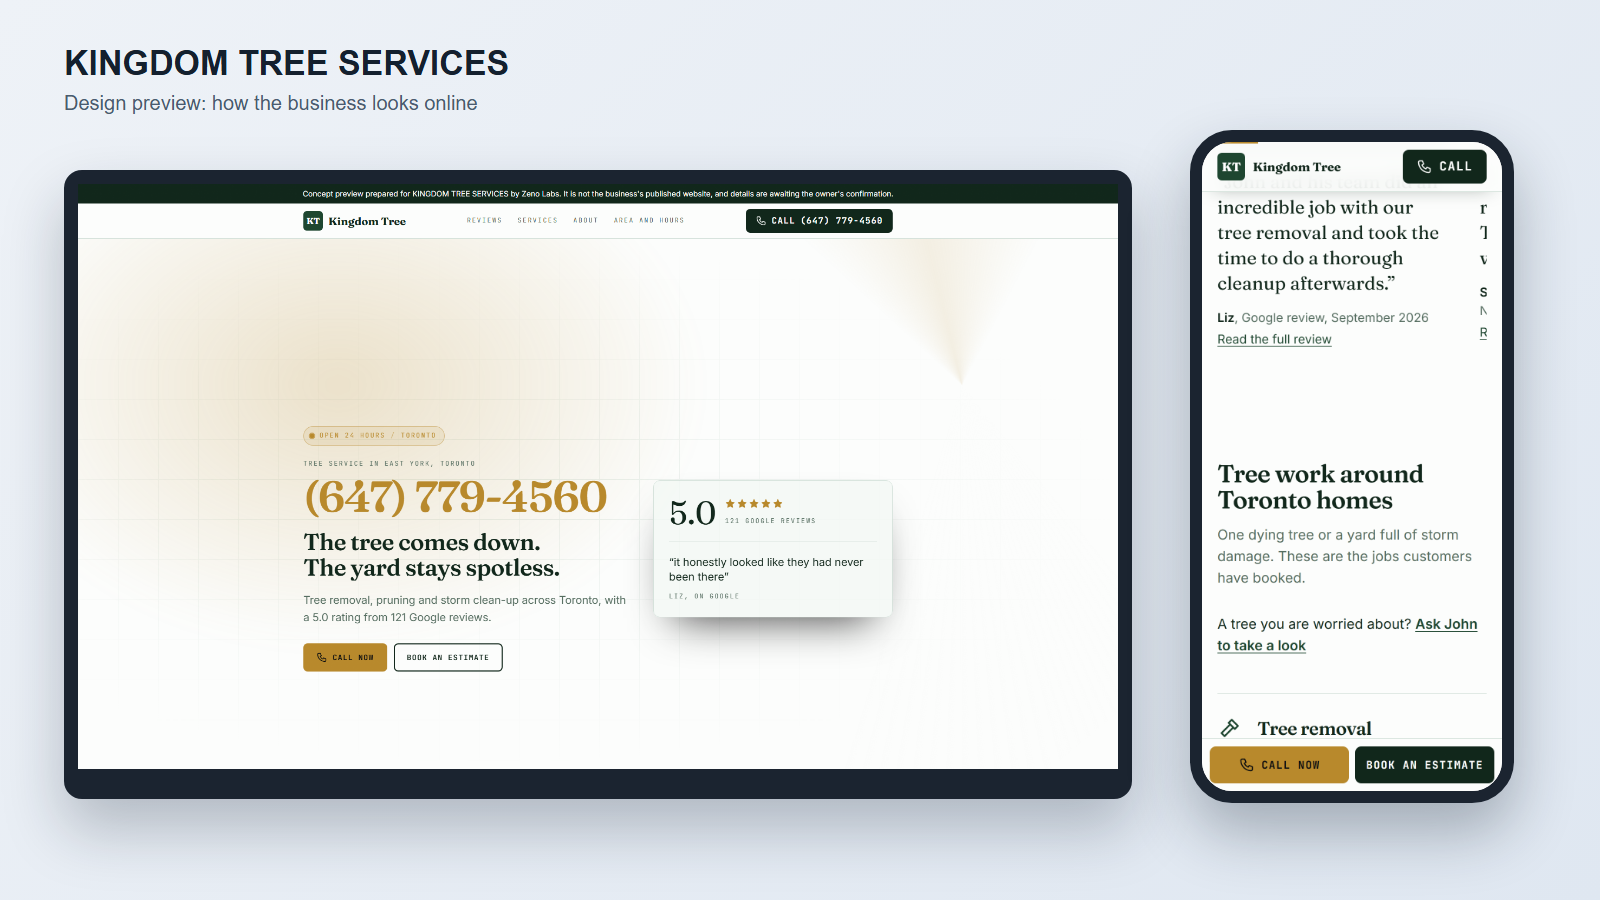 KINGDOM TREE SERVICES
Design preview: how the business looks online
Concept preview prepared for KINGDOM TREE SERVICES by Zeno Labs. It is not the business's published website, and details are awaiting the owner's confirmation.
KT Kingdom Tree
REVIEWS SERVICES ABOUT AREA AND HOURS
CALL (647) 779-4560
OPEN 24 HOURS / TORONTO
TREE SERVICE IN EAST YORK, TORONTO
(647) 779-4560
The tree comes down.
The yard stays spotless.
Tree removal, pruning and storm clean-up across Toronto, with
a 5.0 rating from 121 Google reviews.
CALL NOW
BOOK AN ESTIMATE
5.0
121 GOOGLE REVIEWS
“it honestly looked like they had never
been there”
LIZ, ON GOOGLE
KT Kingdom Tree
CALL
incredible job with our
tree removal and took the
time to do a thorough
cleanup afterwards.”
Liz, Google review, September 2026
Read the full review
Tree work around
Toronto homes
One dying tree or a yard full of storm
damage. These are the jobs customers
have booked.
A tree you are worried about? Ask John
to take a look
Tree removal
CALL NOW
BOOK AN ESTIMATE